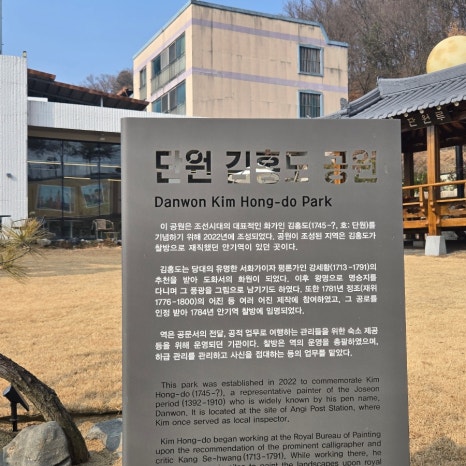 단원 김홍도 공원
Danwon Kim Hong-do Park
이 공원은 조선시대의 대표적인 화가인 김홍도(1745 ~ ?, 호: 단원)를
기념하기 위해 2022년에 조성되었다. 공원이 조성된 지역은 김홍도가
찰방으로 재직했던 안기역이 있던 곳이다.
김홍도는 당대의 유명한 서화가이자 평론가인 강세황(1713 ~1791)의
추천을 받아 도화서의 화원이 되었다. 이후 왕명으로 명승지를
다니며 그 풍광을 그림으로 남기기도 하였다. 또한 1781년 정조(재위
1776~1800)의 어진 등 여러 어진 제작에 참여하였고, 그 공로를
인정 받아 1784년 안기역 찰방에 임명되었다.
역은 공문서의 전달, 공적 업무로 여행하는 관리들을 위한 숙소 제공
등을 위해 운영되던 기관이다. 찰방은 역의 운영을 총괄하였으며,
하급 관리를 관리하고 사신을 접대하는 등의 업무를 맡았다.
This park was established in 2022 to commemorate Kim
Hong-do (1745~?), a representative painter of the Joseon
period (1392 ~1910) who is widely known by his pen name,
Danwon. It is located at the site of Angi Post Station, where
Kim once served as local inspector.
Kim Hong-do began working at the Royal Bureau of Painting
upon the recommendation of the prominent calligrapher and
critic Kang Se-hwang (1713~1791). While working there, he
to paint the landscapes upon royal